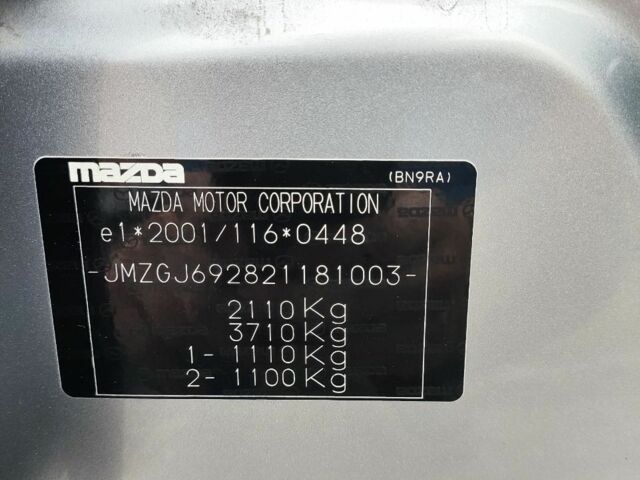 mazda
(BN9RA)
MAZDA MOTOR CORPORATION
e1*2001/116*0448
-JMZGJ692821181003-
2110Kg
3710Kg
1-1110Kg
2-1100Kg